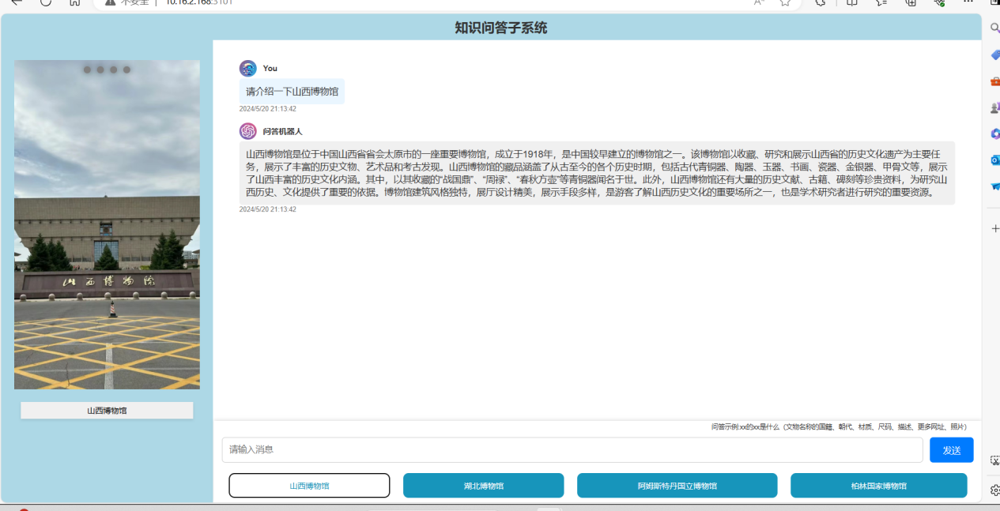 不安全
10.16.2.168:3101
知识问答子系统
山西博物院
山西博物馆
You
请介绍一下山西博物馆
2024/5/20 21:13:42
问答机器人
山西博物馆是位于中国山西省省会太原市的一座重要博物馆，成立于1918年，是中国较早建立的博物馆之一。该博物馆以收藏、研究和展示山西省的历史文化遗产为主要任
务，展示了丰富的历史文物、艺术品和考古发现。山西博物馆的藏品涵盖了从古至今的各个历史时期，包括古代青铜器、陶器、玉器、书画、瓷器、金银器、甲骨文等，展示
了山西丰富的历史文化内涵。其中，以其收藏的“战国鼎”、“周禄”、“春秋方壶”等青铜器闻名于世。此外，山西博物馆还有大量的历史文献、古籍、碑刻等珍贵资料，为研究山
西历史、文化提供了重要的依据。博物馆建筑风格独特，展厅设计精美，展示手段多样，是游客了解山西历史文化的重要场所之一，也是学术研究者进行研究的重要资源。
2024/5/20 21:13:42
问答示例:xx的xx是什么（文物名称的国籍、朝代、材质、尺码、描述、更多网址、照片）
请输入消息
发送
山西博物馆
湖北博物馆
阿姆斯特丹国立博物馆
柏林国家博物馆